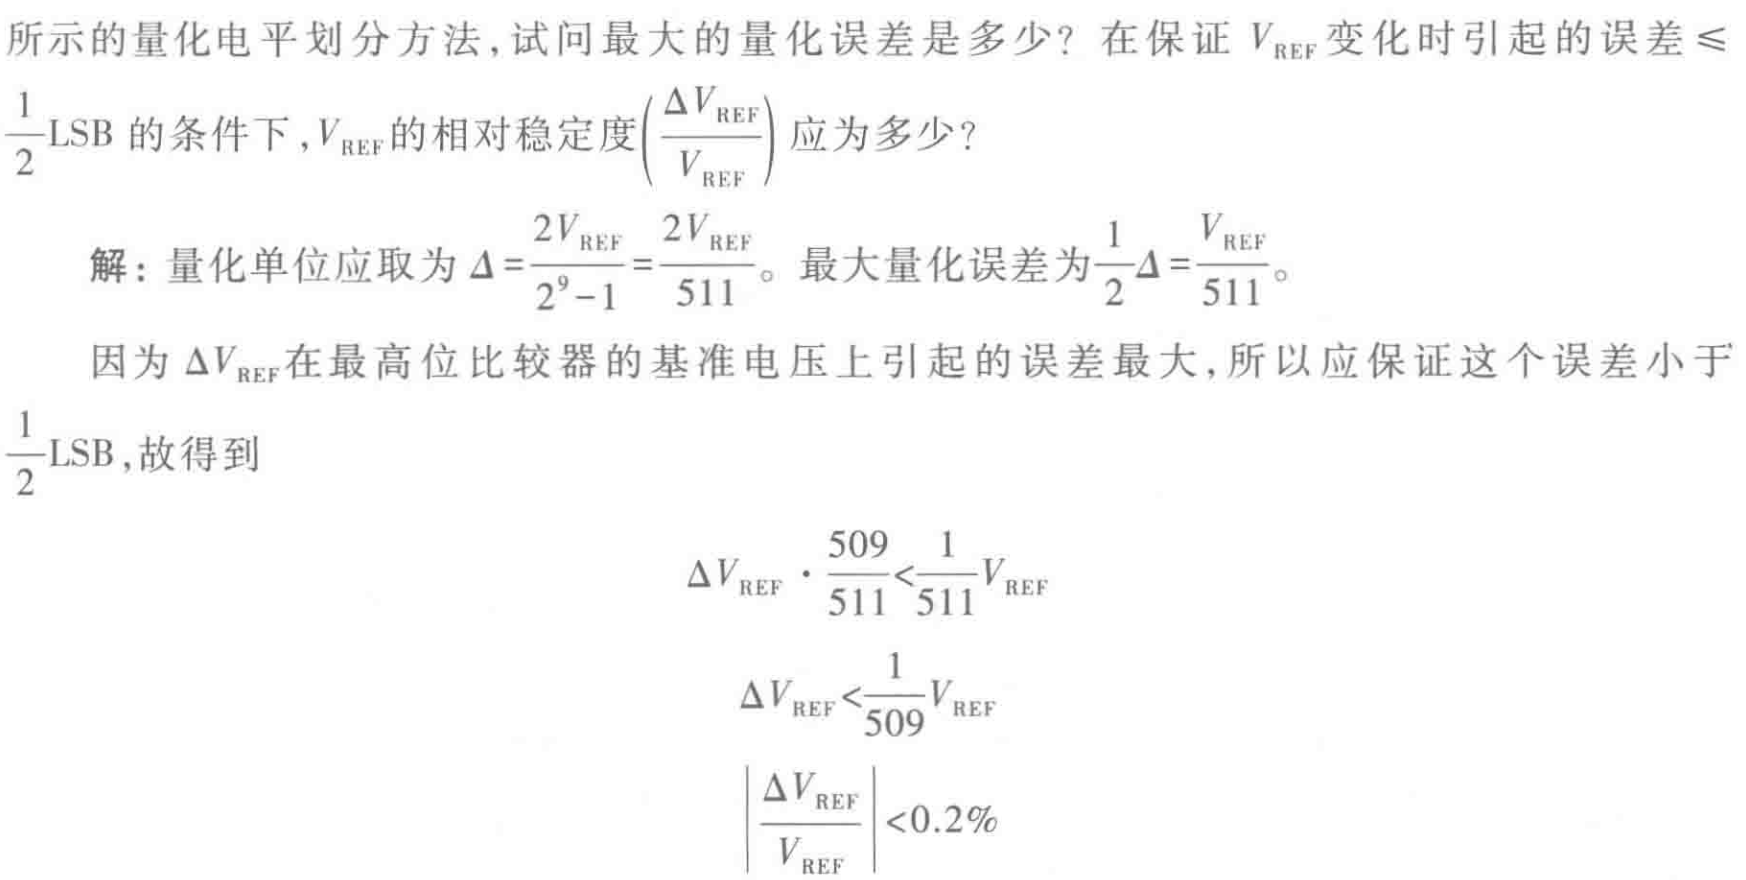 所示的量化电平划分方法,试问最大的量化误差是多少? 在保证 V_REF 变化时引起的误差 ≤
1/2 LSB 的条件下,V_REF 的相对稳定度(ΔV_REF/V_REF) 应为多少?
解: 量化单位应取为 Δ = 2V_REF/(2^9-1) = 2V_REF/511。最大量化误差为 1/2 Δ = V_REF/511。
因为 ΔV_REF 在最高位比较器的基准电压上引起的误差最大,所以应保证这个误差小于
1/2 LSB,故得到
ΔV_REF · 509/511 < 1/511 V_REF
ΔV_REF < 1/509 V_REF
|ΔV_REF/V_REF| < 0.2%